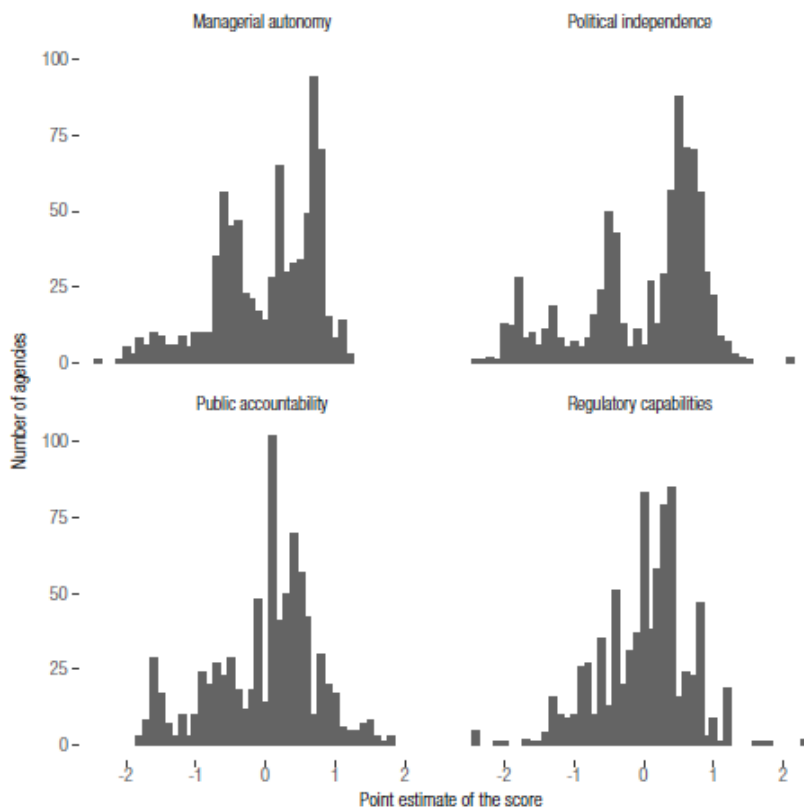 Managerial autonomy
Political independence
100
75
50
25
0
Number of agencies
Public accountability
Regulatory capabilities
100
75
50
25
0
-2 -1 0 1 2
-2 -1 0 1 2
Point estimate of the score